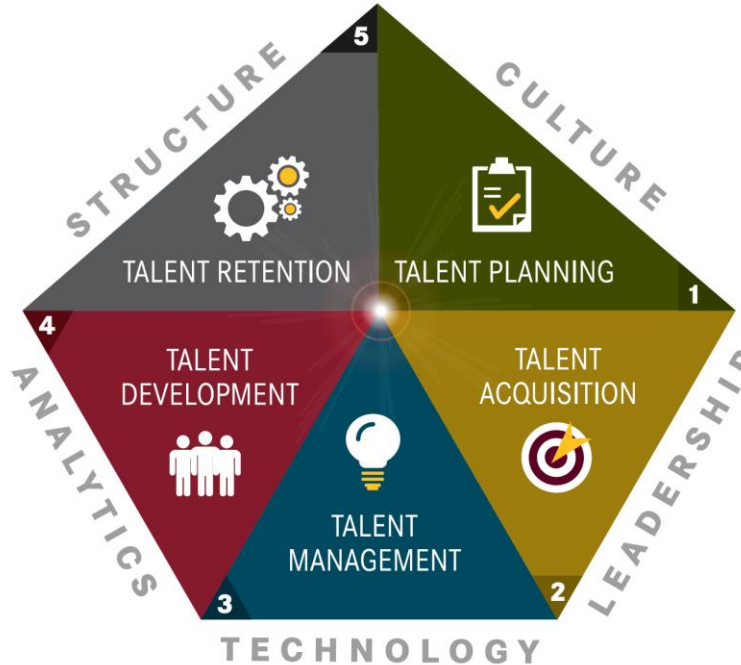 CULTURE
TALENT PLANNING
1
LEADERSHIP
TALENT
ACQUISITION
2
TECHNOLOGY
TALENT
MANAGEMENT
3
ANALYTICS
TALENT
DEVELOPMENT
4
STRUCTURE
TALENT RETENTION
5